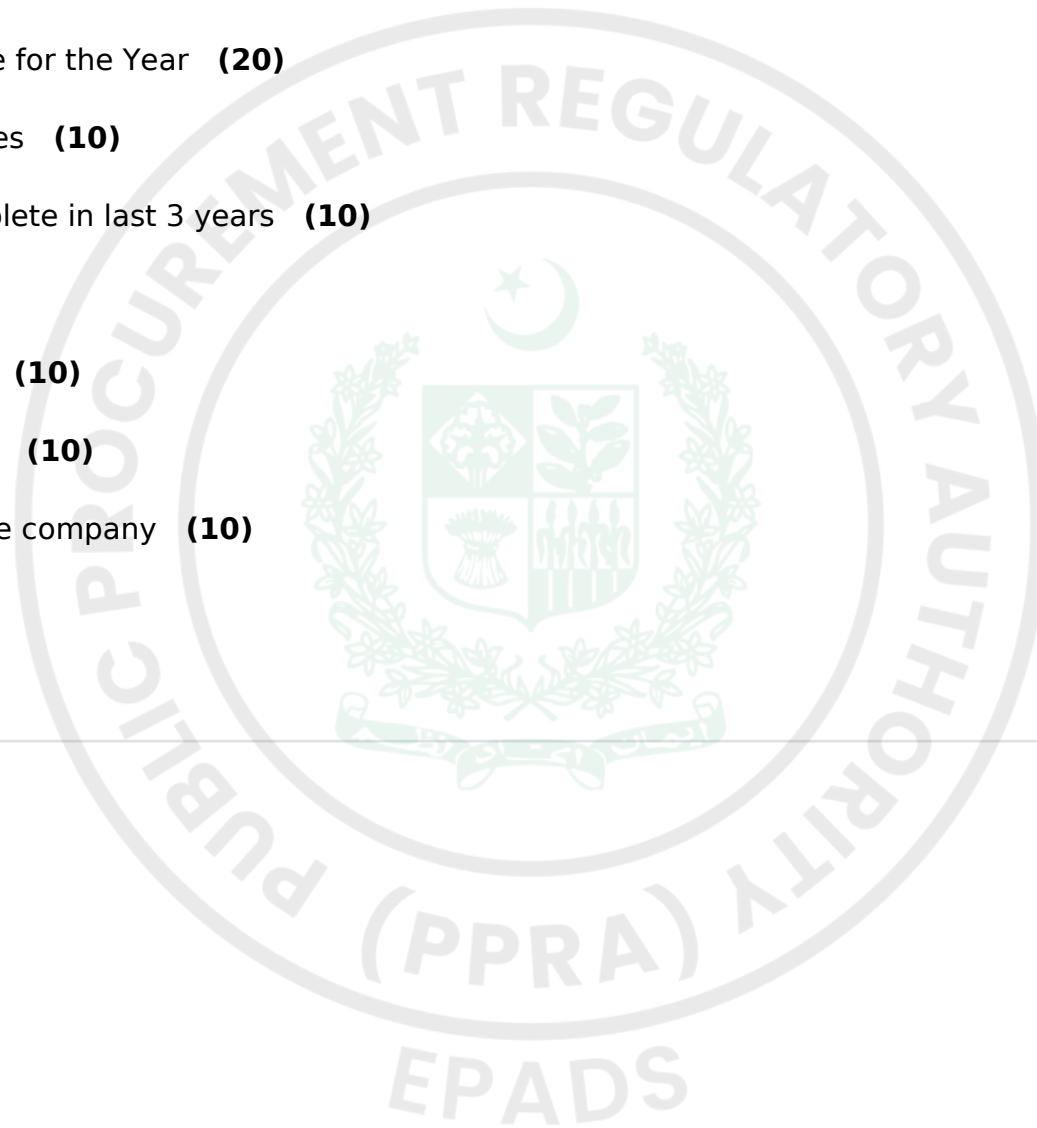 e for the Year (20)
es (10)
lete in last 3 years (10)
(10)
(10)
e company (10)
PUBLIC PROCUREMENT REGULATORY AUTHORITY
(PPRA)
EPADS